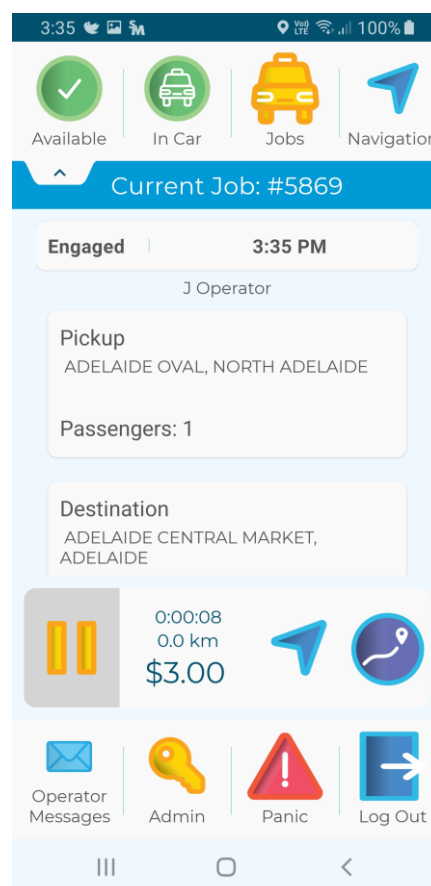 3:35 Vo)) LTE 100%
Available In Car Jobs Navigation
Current Job: #5869
Engaged 3:35 PM
J Operator
Pickup
ADELAIDE OVAL, NORTH ADELAIDE
Passengers: 1
Destination
ADELAIDE CENTRAL MARKET,
ADELAIDE
0:00:08
0.0 km
$3.00
Operator
Messages Admin Panic Log Out